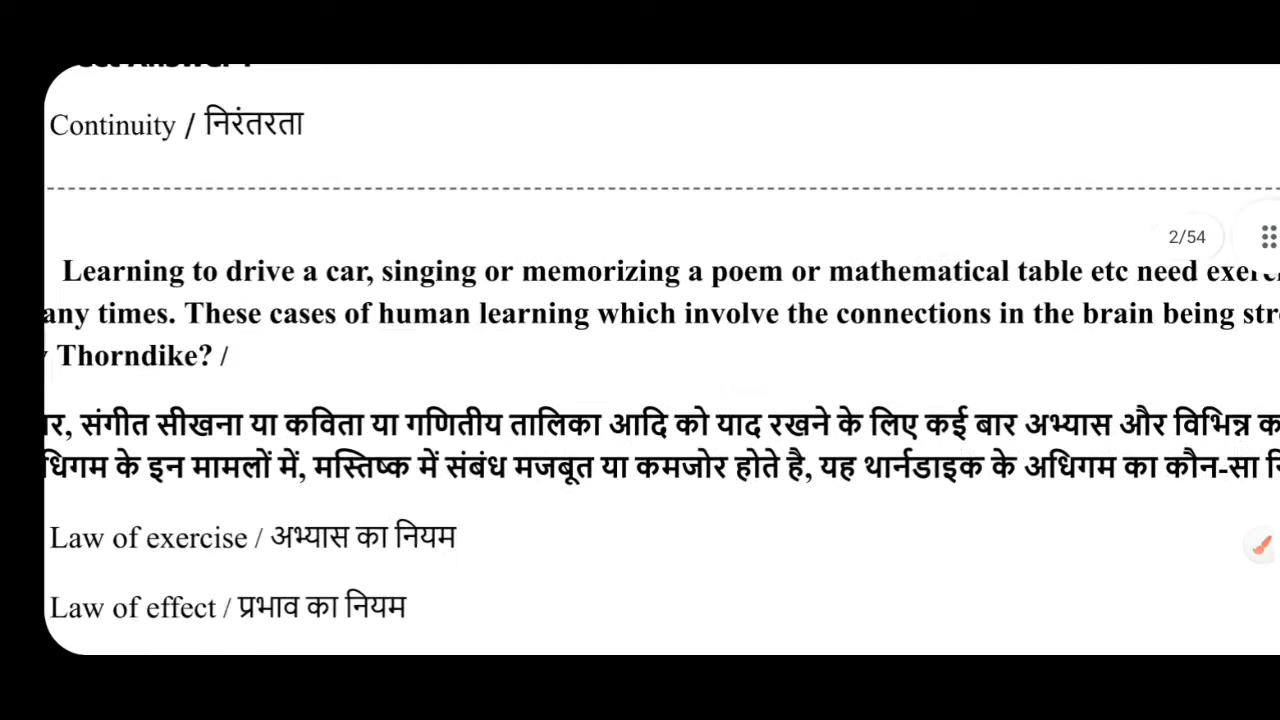 Continuity / निरंतरता
2/54
Learning to drive a car, singing or memorizing a poem or mathematical table etc need
any times. These cases of human learning which involve the connections in the brain being
Thorndike? /
संगीत सीखना या कविता या गणितीय तालिका आदि को याद रखने के लिए कई बार अभ्यास और विभिन्न
के इन मामलों में, मस्तिष्क में संबंध मजबूत या कमजोर होते है, यह थार्नडाइक के अधिगम का कौन-सा
Law of exercise / अभ्यास का नियम
Law of effect / प्रभाव का नियम